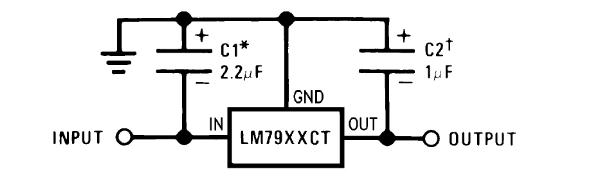 +
C1*
2.2µF
−
+
C2†
1µF
−
GND
INPUT
IN
LM79XXCT
OUT
OUTPUT